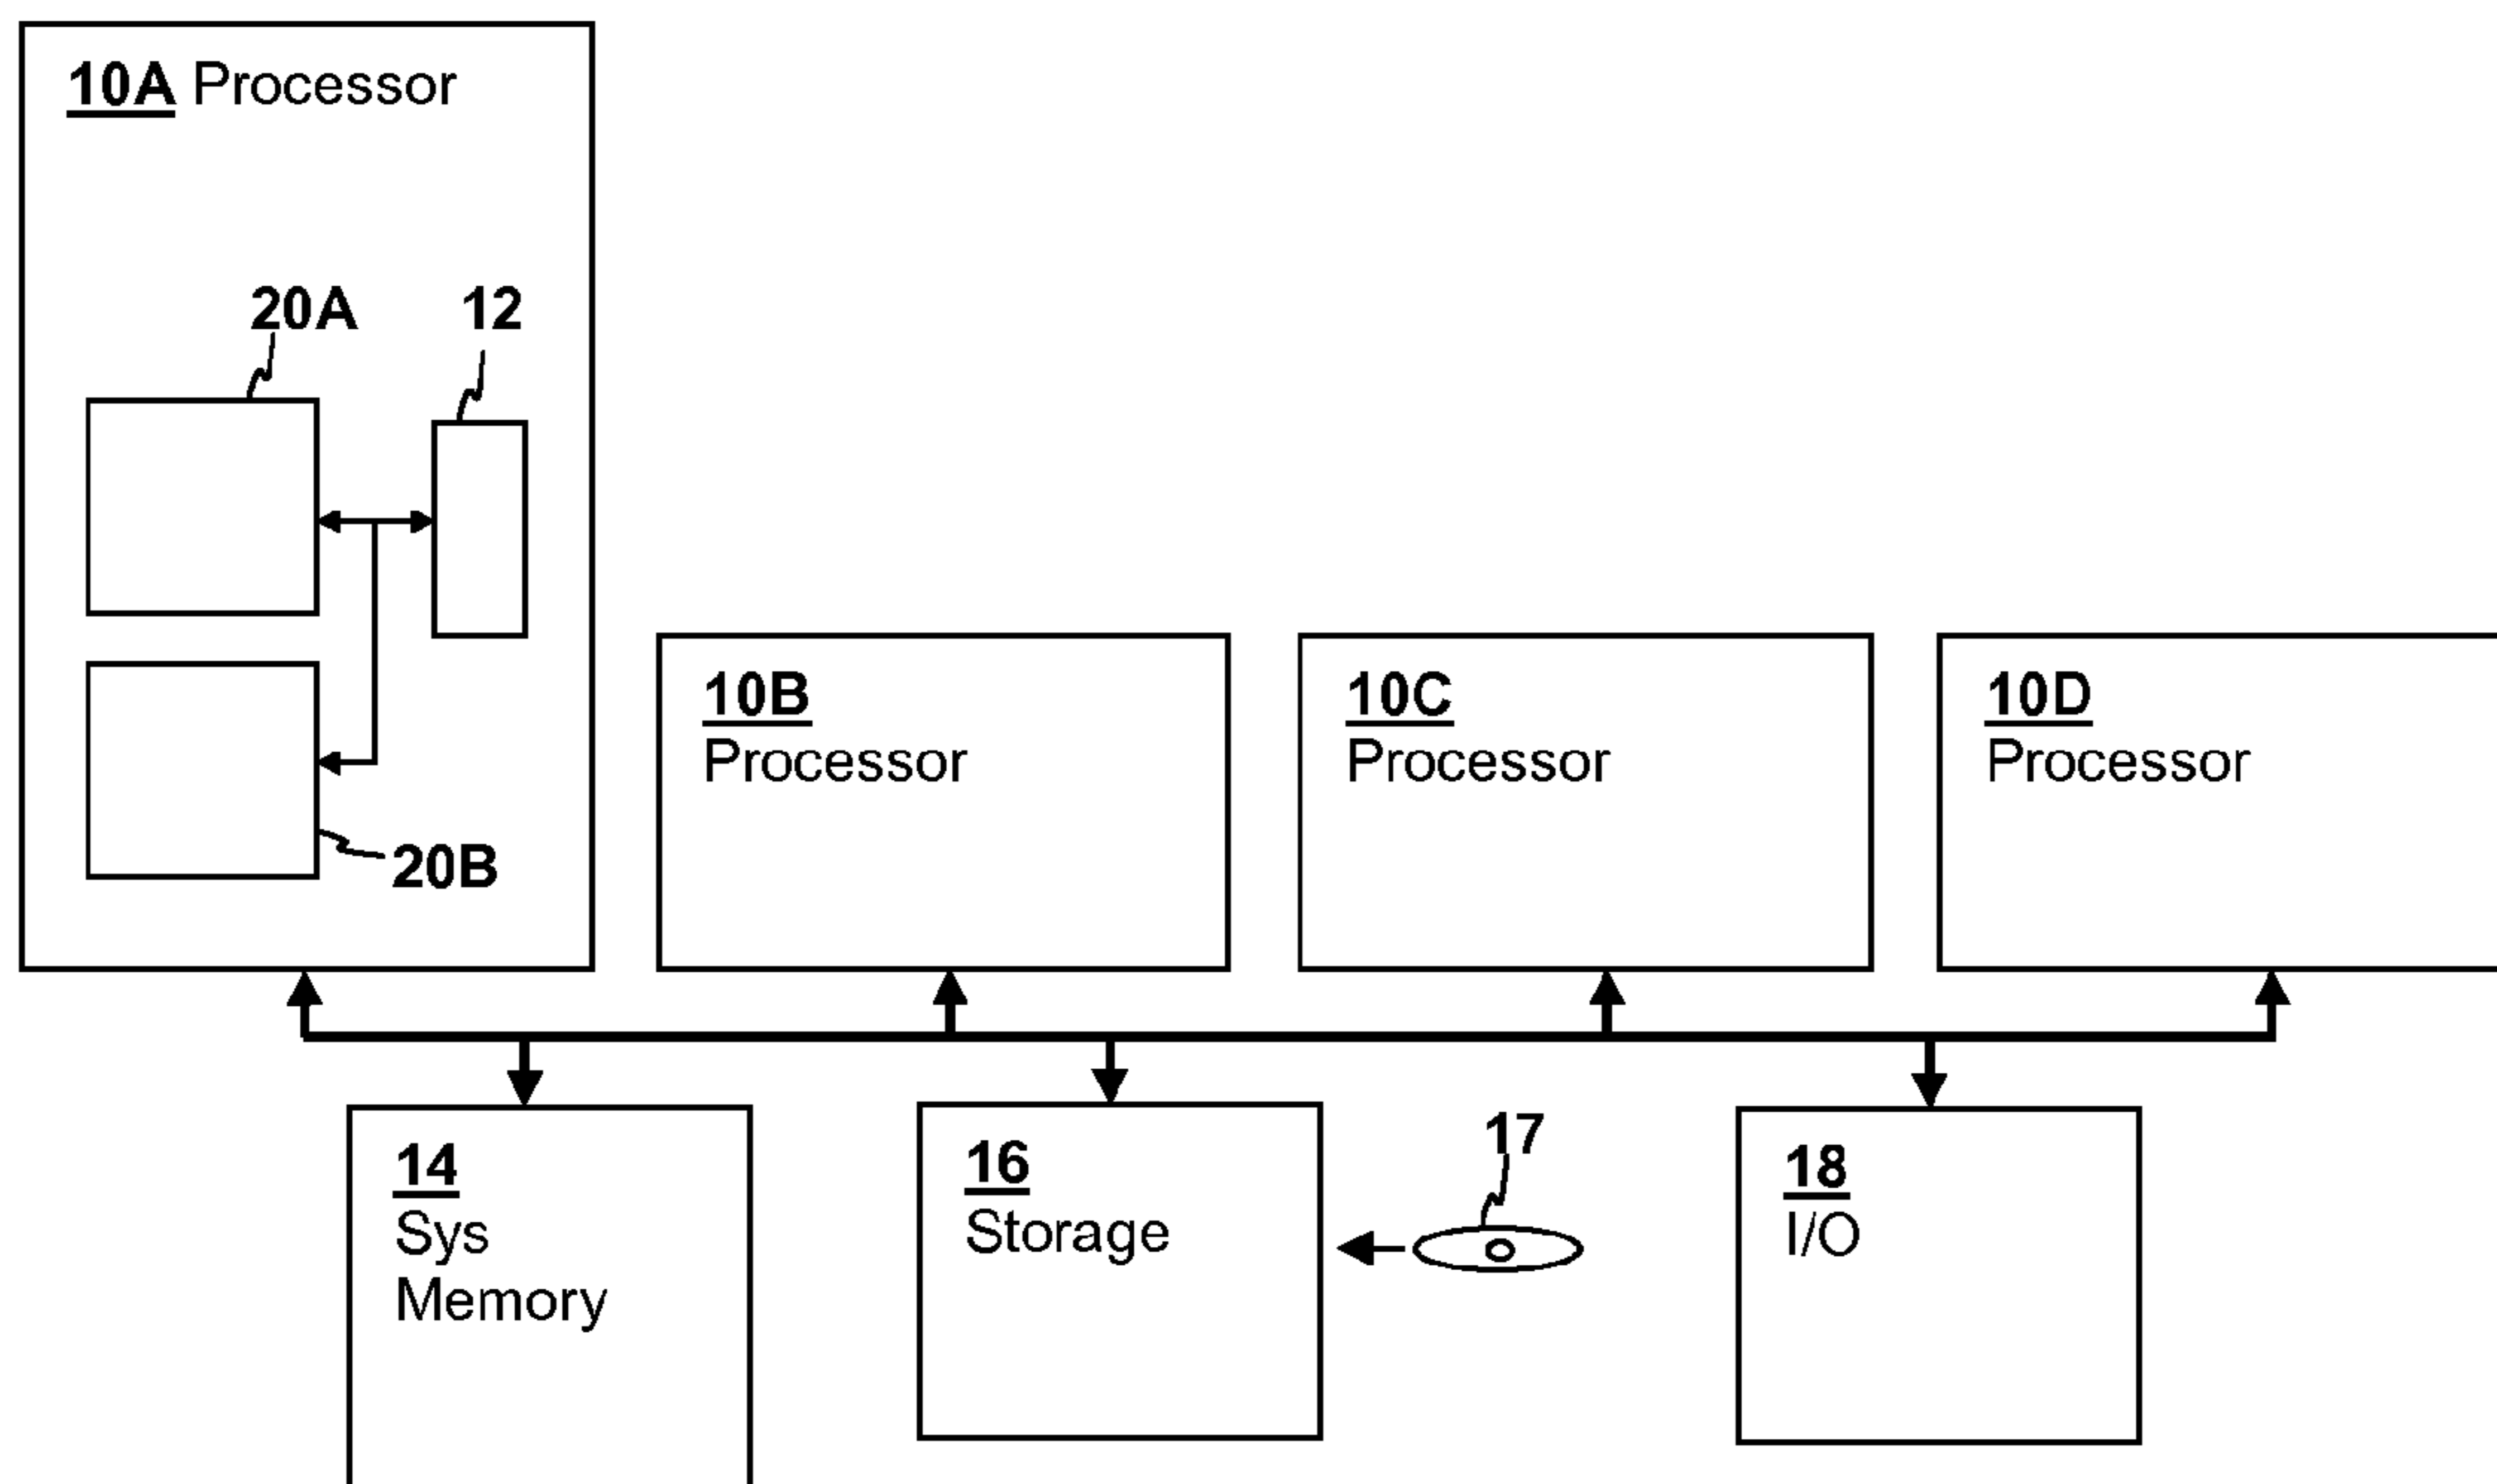 10A Processor
20A
12
20B
10B
Processor
10C
Processor
10D
Processor
14
Sys
Memory
16
Storage
17
18
I/O